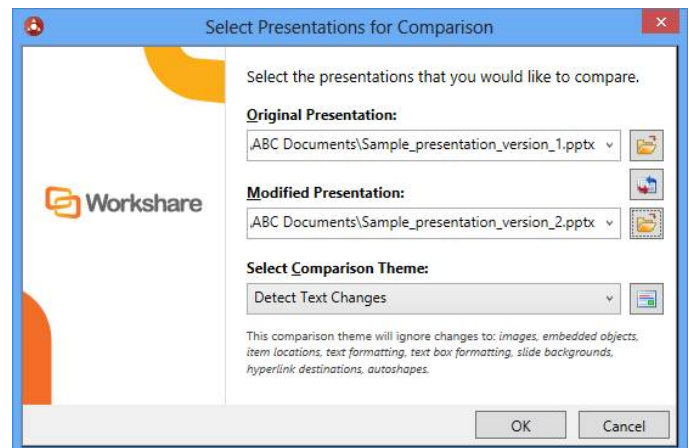 Select Presentations for Comparison
Select the presentations that you would like to compare.
Original Presentation:
,ABC Documents\Sample_presentation_version_1.pptx
Workshare
Modified Presentation:
,ABC Documents\Sample_presentation_version_2.pptx
Select Comparison Theme:
Detect Text Changes
This comparison theme will ignore changes to: images, embedded objects,
item locations, text formatting, text box formatting, slide backgrounds,
hyperlink destinations, autoshapes.
OK
Cancel